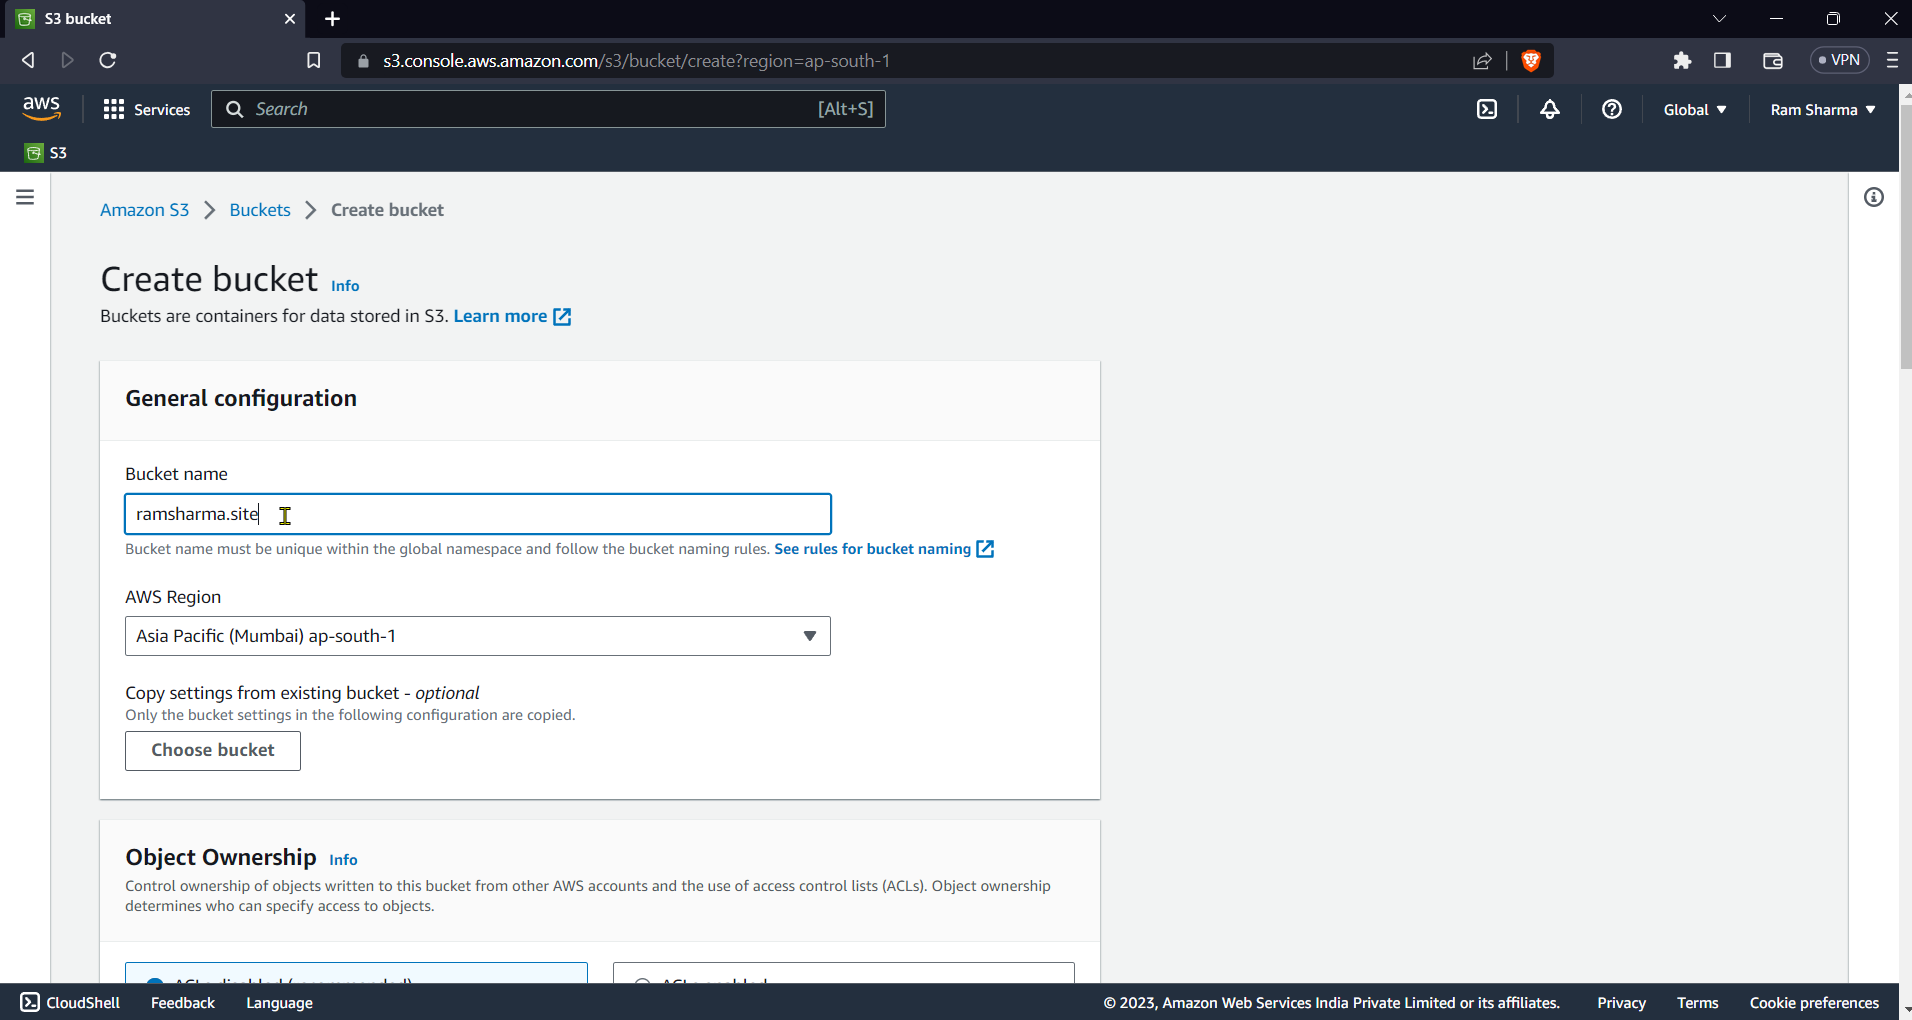 S3 bucket
s3.console.aws.amazon.com/s3/bucket/create?region=ap-south-1
VPN
aws
Services
Search
[Alt+S]
Global
Ram Sharma
S3
Amazon S3 > Buckets > Create bucket
Create bucket Info
Buckets are containers for data stored in S3. Learn more
General configuration
Bucket name
ramsharma.site
Bucket name must be unique within the global namespace and follow the bucket naming rules. See rules for bucket naming
AWS Region
Asia Pacific (Mumbai) ap-south-1
Copy settings from existing bucket - optional
Only the bucket settings in the following configuration are copied.
Choose bucket
Object Ownership Info
Control ownership of objects written to this bucket from other AWS accounts and the use of access control lists (ACLs). Object ownership
determines who can specify access to objects.
CloudShell
Feedback
Language
© 2023, Amazon Web Services India Private Limited or its affiliates.
Privacy
Terms
Cookie preferences